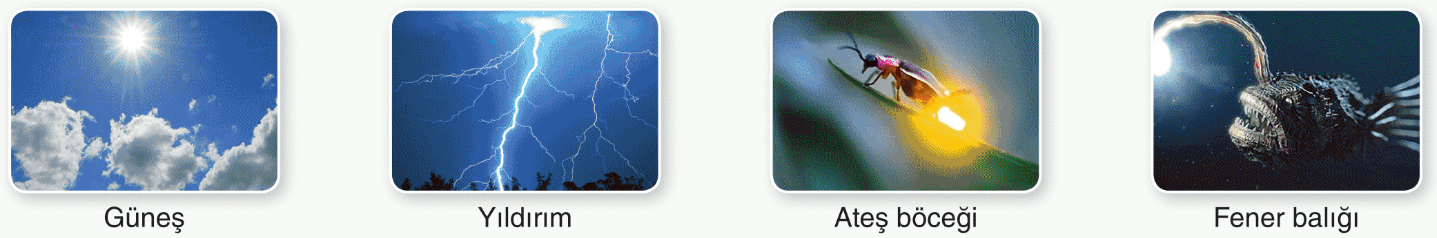 Güneş
Yıldırım
Ateş böceği
Fener balığı